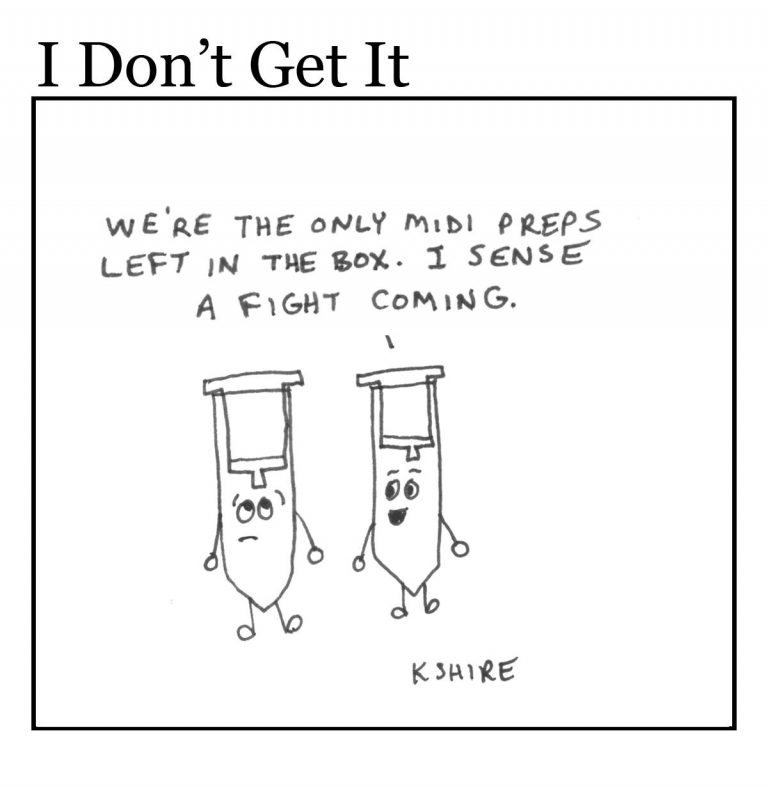 I Don’t Get It
WE'RE THE ONLY MIDI PREPS
LEFT IN THE BOX. I SENSE
A FIGHT COMING.
KSHIRE